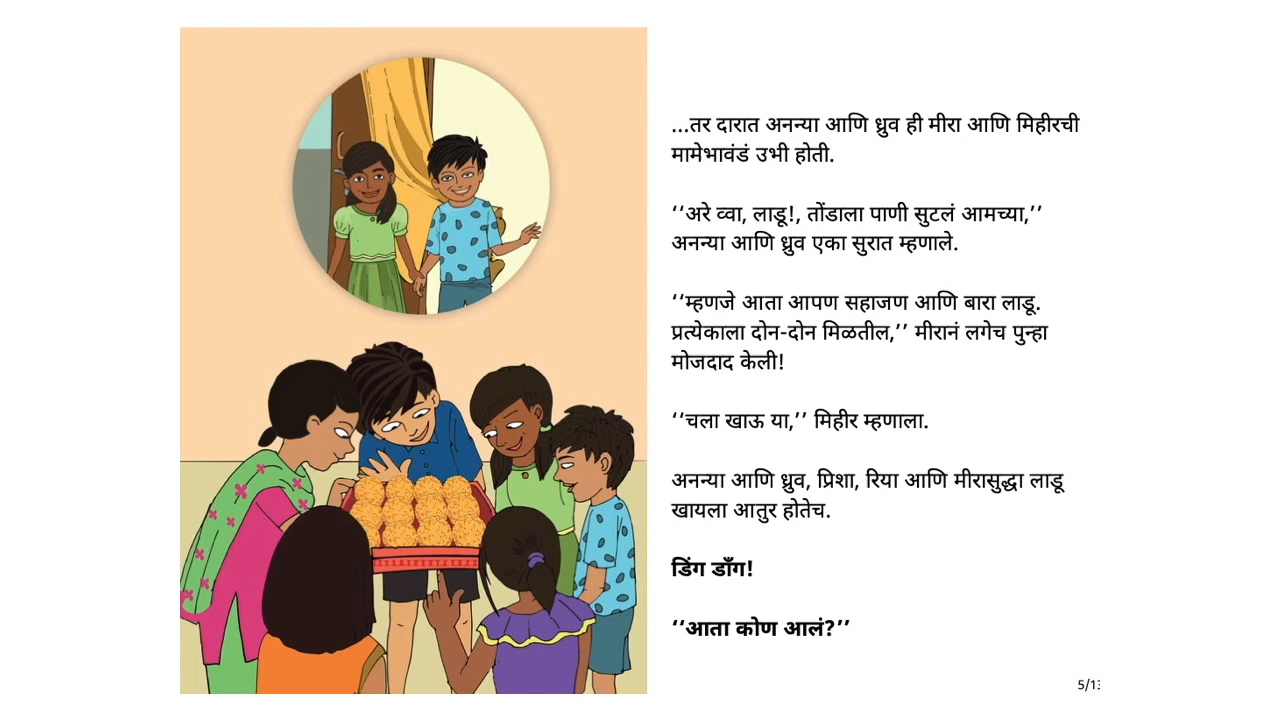 ...तर दारात अनन्या आणि ध्रुव ही मीरा आणि मिहीरची
मामेभावंडं उभी होती.
‘‘अरे व्वा, लाडू!, तोंडाला पाणी सुटलं आमच्या,’’
अनन्या आणि ध्रुव एका सुरात म्हणाले.
‘‘म्हणजे आता आपण सहाजण आणि बारा लाडू.
प्रत्येकाला दोन-दोन मिळतील,’’ मीरानं लगेच पुन्हा
मोजदाद केली!
‘‘चला खाऊ या,’’ मिहीर म्हणाला.
अनन्या आणि ध्रुव, प्रिशा, रिया आणि मीरासुद्धा लाडू
खायला आतुर होतेच.
डिंग डाँग!
‘‘आता कोण आलं?’’